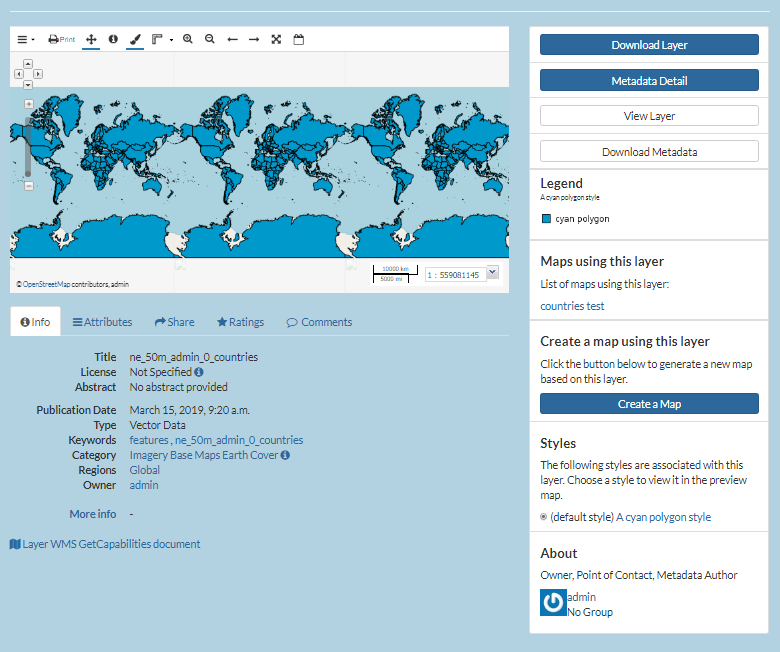 Print
10000 km
5000 mi
1 : 559081145
© OpenStreetMap contributors, admin
Info
Attributes
Share
Ratings
Comments
Title ne_50m_admin_0_countries
License Not Specified
Abstract No abstract provided
Publication Date March 15, 2019, 9:20 a.m.
Type Vector Data
Keywords features , ne_50m_admin_0_countries
Category Imagery Base Maps Earth Cover
Regions Global
Owner admin
More info -
Layer WMS GetCapabilities document
Download Layer
Metadata Detail
View Layer
Download Metadata
Legend
A cyan polygon style
cyan polygon
Maps using this layer
List of maps using this layer:
countries test
Create a map using this layer
Click the button below to generate a new map
based on this layer.
Create a Map
Styles
The following styles are associated with this
layer. Choose a style to view it in the preview
map.
(default style) A cyan polygon style
About
Owner, Point of Contact, Metadata Author
admin
No Group